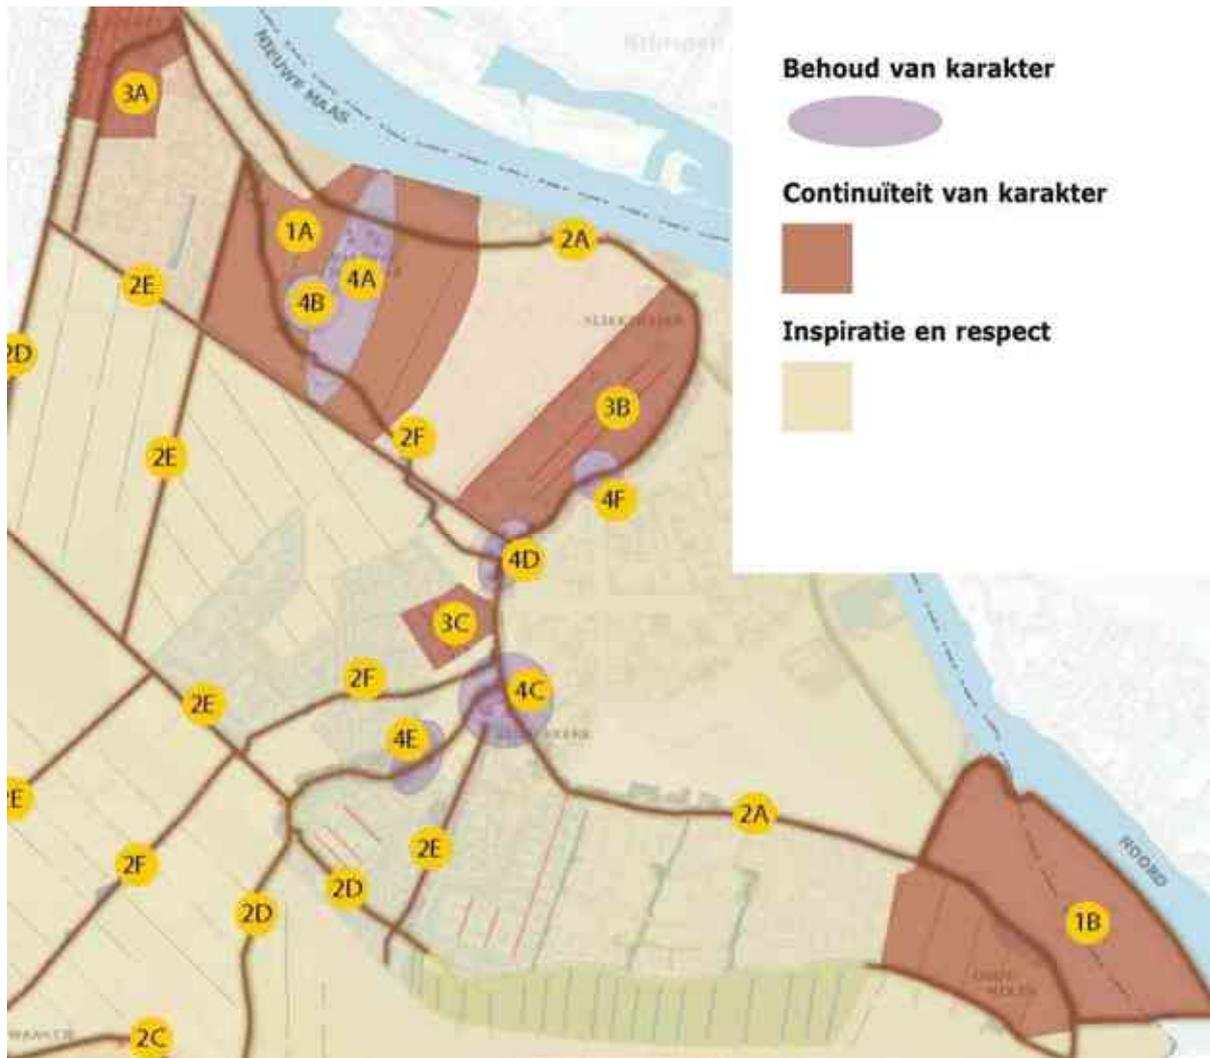 Behoud van karakter
Continuïteit van karakter
Inspiratie en respect
NIEUWE MAAS
NOORD
3A
1A
2A
4A
4B
2E
2D
3B
2F
2E
4F
4D
3C
2F
4C
2E
4E
2E
2A
2E
2F
2D
2D
1B
2C